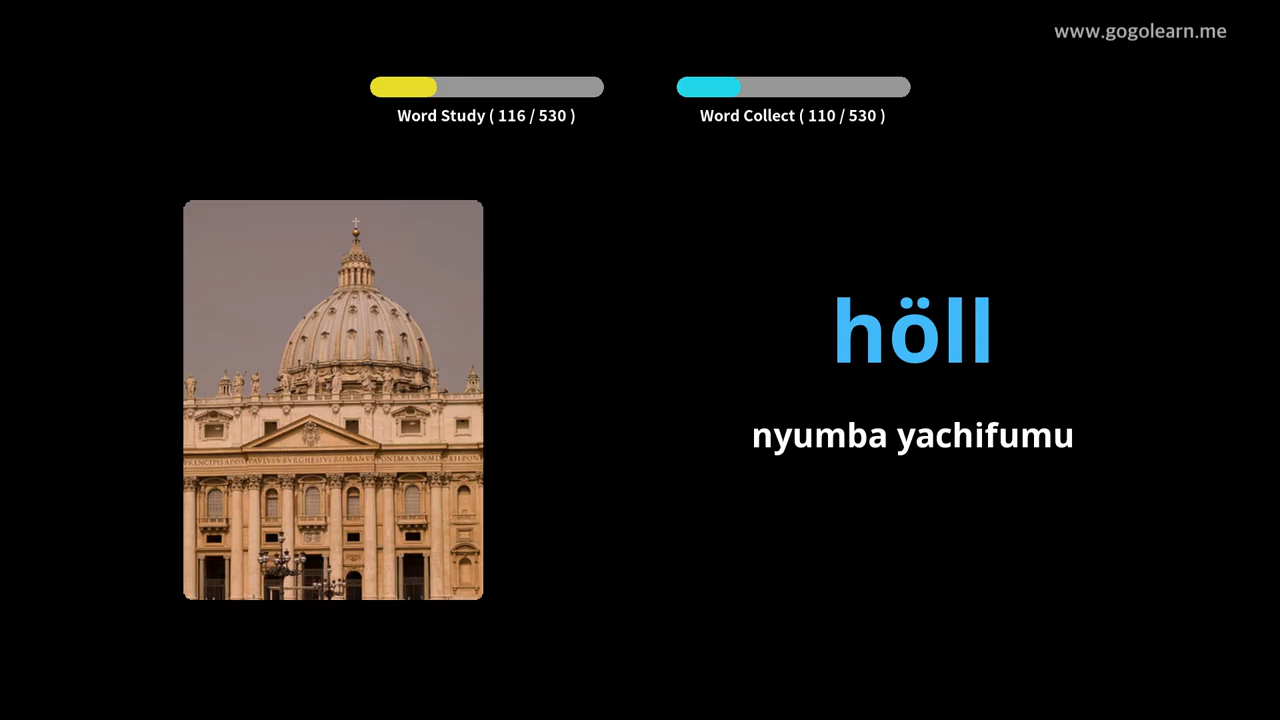 www.gogolearn.me
Word Study ( 116 / 530 )
Word Collect ( 110 / 530 )
höll
nyumba yachifumu